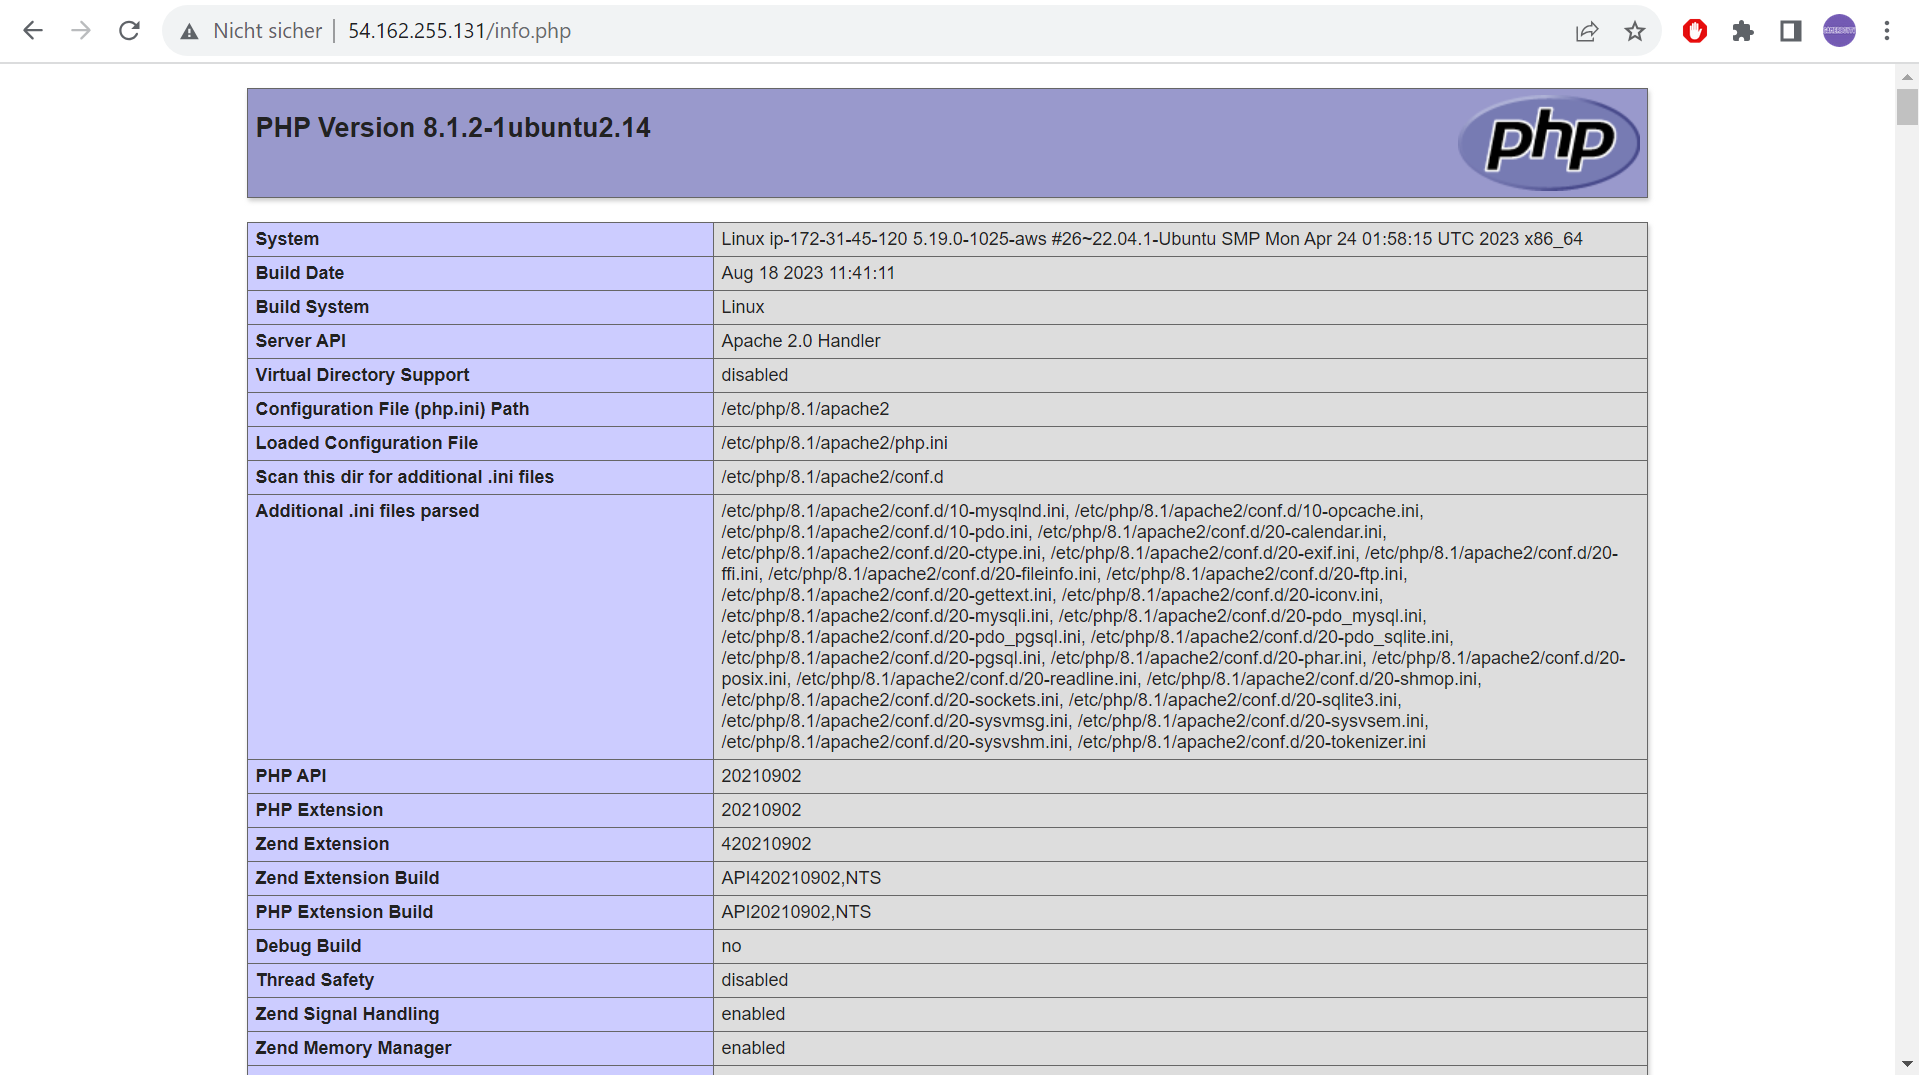 Nicht sicher | 54.162.255.131/info.php
PHP Version 8.1.2-1ubuntu2.14
php
System Linux ip-172-31-45-120 5.19.0-1025-aws #26~22.04.1-Ubuntu SMP Mon Apr 24 01:58:15 UTC 2023 x86_64
Build Date Aug 18 2023 11:41:11
Build System Linux
Server API Apache 2.0 Handler
Virtual Directory Support disabled
Configuration File (php.ini) Path /etc/php/8.1/apache2
Loaded Configuration File /etc/php/8.1/apache2/php.ini
Scan this dir for additional .ini files /etc/php/8.1/apache2/conf.d
Additional .ini files parsed /etc/php/8.1/apache2/conf.d/10-mysqlnd.ini, /etc/php/8.1/apache2/conf.d/10-opcache.ini,
/etc/php/8.1/apache2/conf.d/10-pdo.ini, /etc/php/8.1/apache2/conf.d/20-calendar.ini,
/etc/php/8.1/apache2/conf.d/20-ctype.ini, /etc/php/8.1/apache2/conf.d/20-exif.ini, /etc/php/8.1/apache2/conf.d/20-
ffi.ini, /etc/php/8.1/apache2/conf.d/20-fileinfo.ini, /etc/php/8.1/apache2/conf.d/20-ftp.ini,
/etc/php/8.1/apache2/conf.d/20-gettext.ini, /etc/php/8.1/apache2/conf.d/20-iconv.ini,
/etc/php/8.1/apache2/conf.d/20-mysqli.ini, /etc/php/8.1/apache2/conf.d/20-pdo_mysql.ini,
/etc/php/8.1/apache2/conf.d/20-pdo_pgsql.ini, /etc/php/8.1/apache2/conf.d/20-pdo_sqlite.ini,
/etc/php/8.1/apache2/conf.d/20-pgsql.ini, /etc/php/8.1/apache2/conf.d/20-phar.ini, /etc/php/8.1/apache2/conf.d/20-
posix.ini, /etc/php/8.1/apache2/conf.d/20-readline.ini, /etc/php/8.1/apache2/conf.d/20-shmop.ini,
/etc/php/8.1/apache2/conf.d/20-sockets.ini, /etc/php/8.1/apache2/conf.d/20-sqlite3.ini,
/etc/php/8.1/apache2/conf.d/20-sysvmsg.ini, /etc/php/8.1/apache2/conf.d/20-sysvsem.ini,
/etc/php/8.1/apache2/conf.d/20-sysvshm.ini, /etc/php/8.1/apache2/conf.d/20-tokenizer.ini
PHP API 20210902
PHP Extension 20210902
Zend Extension 420210902
Zend Extension Build API420210902,NTS
PHP Extension Build API20210902,NTS
Debug Build no
Thread Safety disabled
Zend Signal Handling enabled
Zend Memory Manager enabled